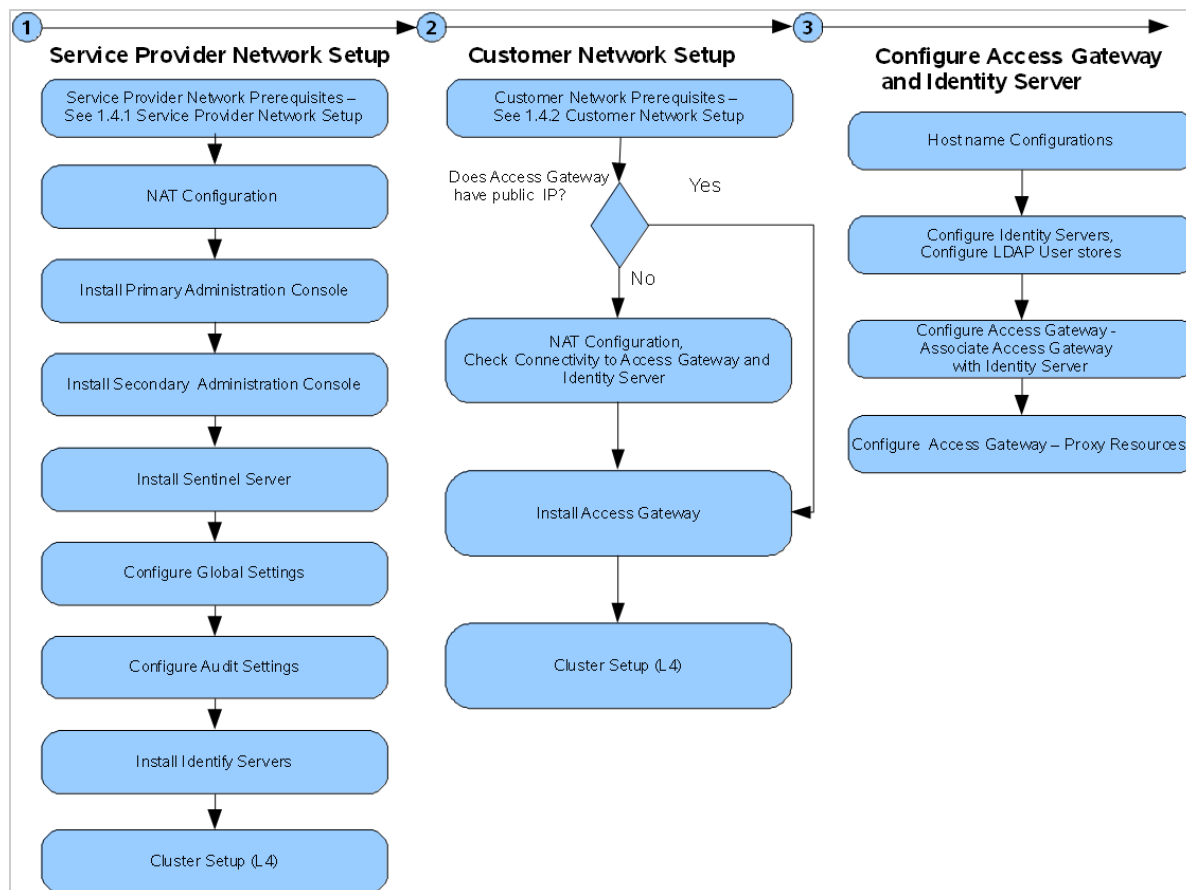 1
2
3
Service Provider Network Setup
Service Provider Network Prerequisites –
See 1.4.1 Service Provider Network Setup
NAT Configuration
Install Primary Administration Console
Install Secondary Administration Console
Install Sentinel Server
Configure Global Settings
Configure Audit Settings
Install Identify Servers
Cluster Setup (L4)
Customer Network Setup
Customer Network Prerequisites –
See 1.4.2 Customer Network Setup
Does Access Gateway
have public IP?
Yes
No
NAT Configuration,
Check Connectivity to Access Gateway and
Identity Server
Install Access Gateway
Cluster Setup (L4)
Configure Access Gateway
and Identity Server
Hostname Configurations
Configure Identity Servers,
Configure LDAP User stores
Configure Access Gateway -
Associate Access Gateway
with Identity Server
Configure Access Gateway – Proxy Resources